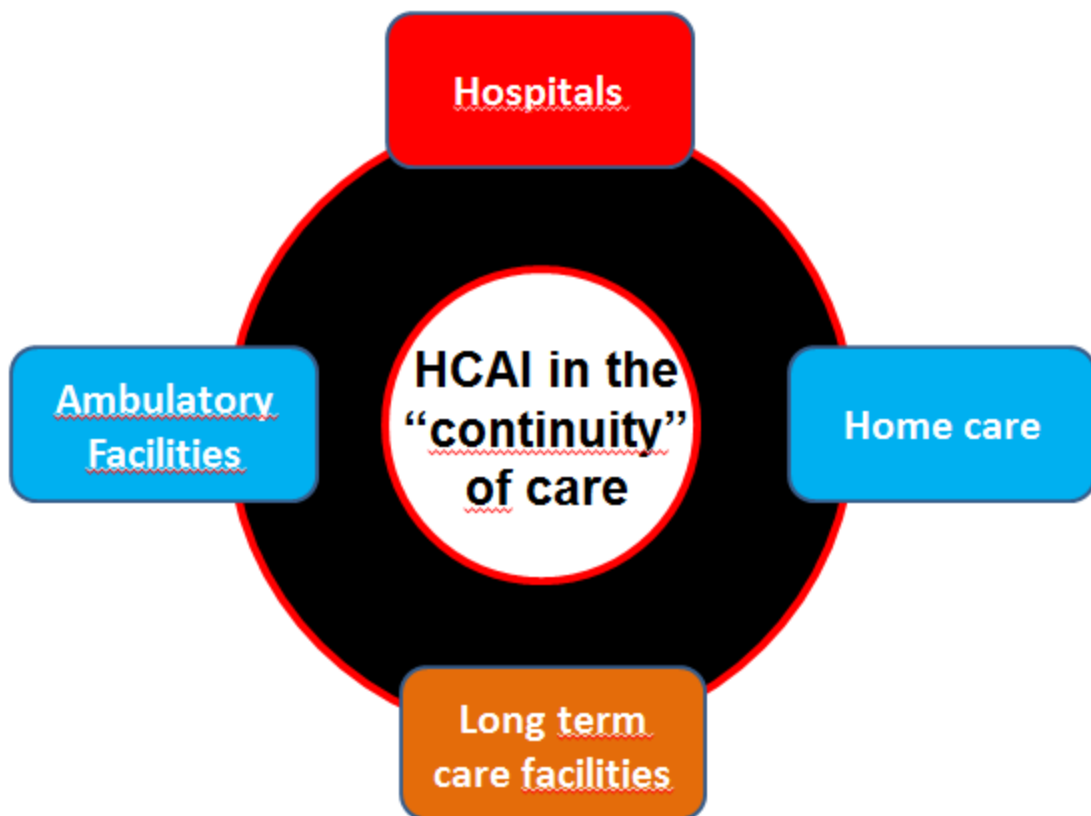 Hospitals
Ambulatory
Facilities
HCAI in the
“continuity”
of care
Home care
Long term
care facilities